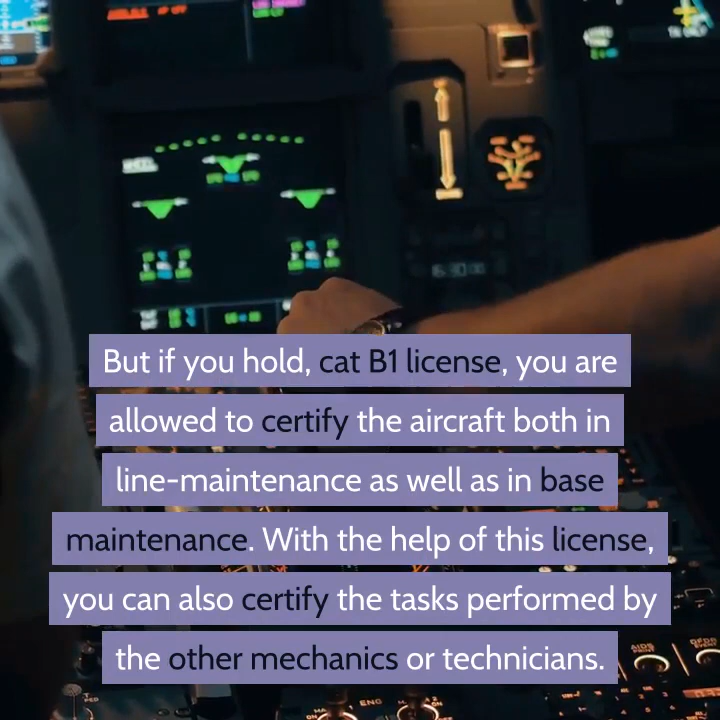 WHEEL
But if you hold, cat B1 license, you are
allowed to certify the aircraft both in
line-maintenance as well as in base
maintenance. With the help of this license,
you can also certify the tasks performed by
the other mechanics or technicians.
ENG